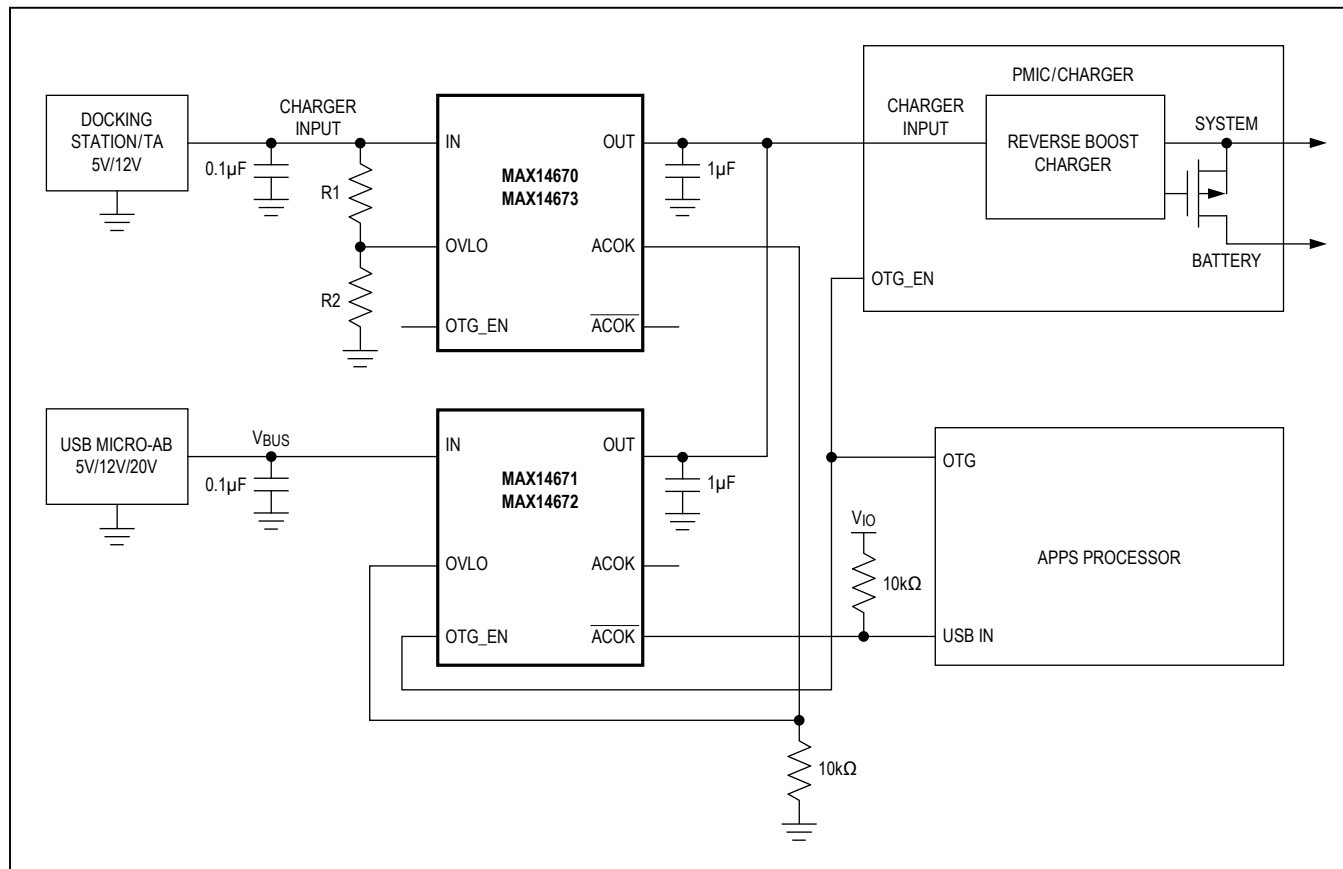 DOCKING
STATION/TA
5V/12V
CHARGER
INPUT
0.1µF
R1
R2
IN
OUT
MAX14670
MAX14673
OVLO
ACOK
OTG_EN
ACOK
1µF
PMIC/CHARGER
CHARGER
INPUT
REVERSE BOOST
CHARGER
SYSTEM
BATTERY
OTG_EN
USB MICRO-AB
5V/12V/20V
VBUS
0.1µF
IN
OUT
MAX14671
MAX14672
OVLO
ACOK
OTG_EN
ACOK
1µF
VIO
10kΩ
OTG
APPS PROCESSOR
USB IN
10kΩ